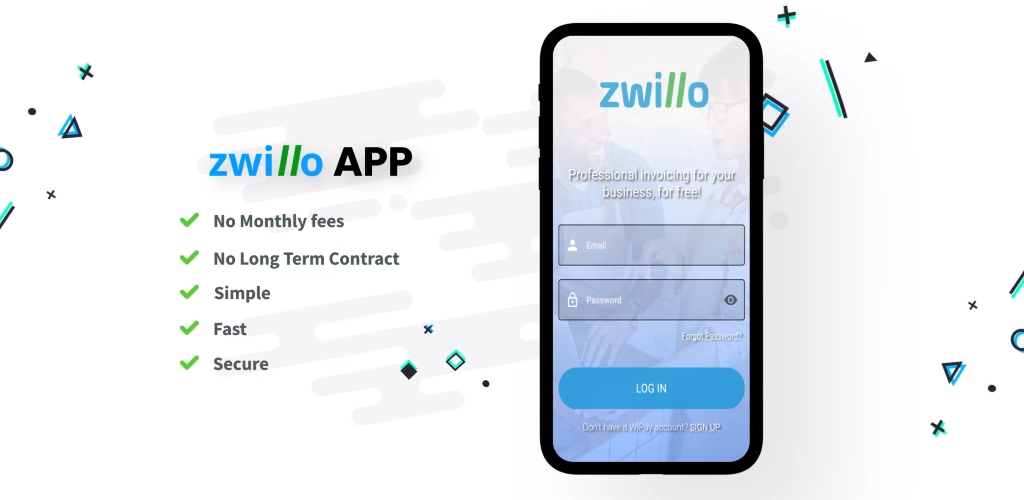 zwillo APP
No Monthly fees
No Long Term Contract
Simple
Fast
Secure
zwillo
Professional invoicing for your
business, for free!
Email
Password
Forgot Password?
LOG IN
Don't have a WiPay account? SIGN UP